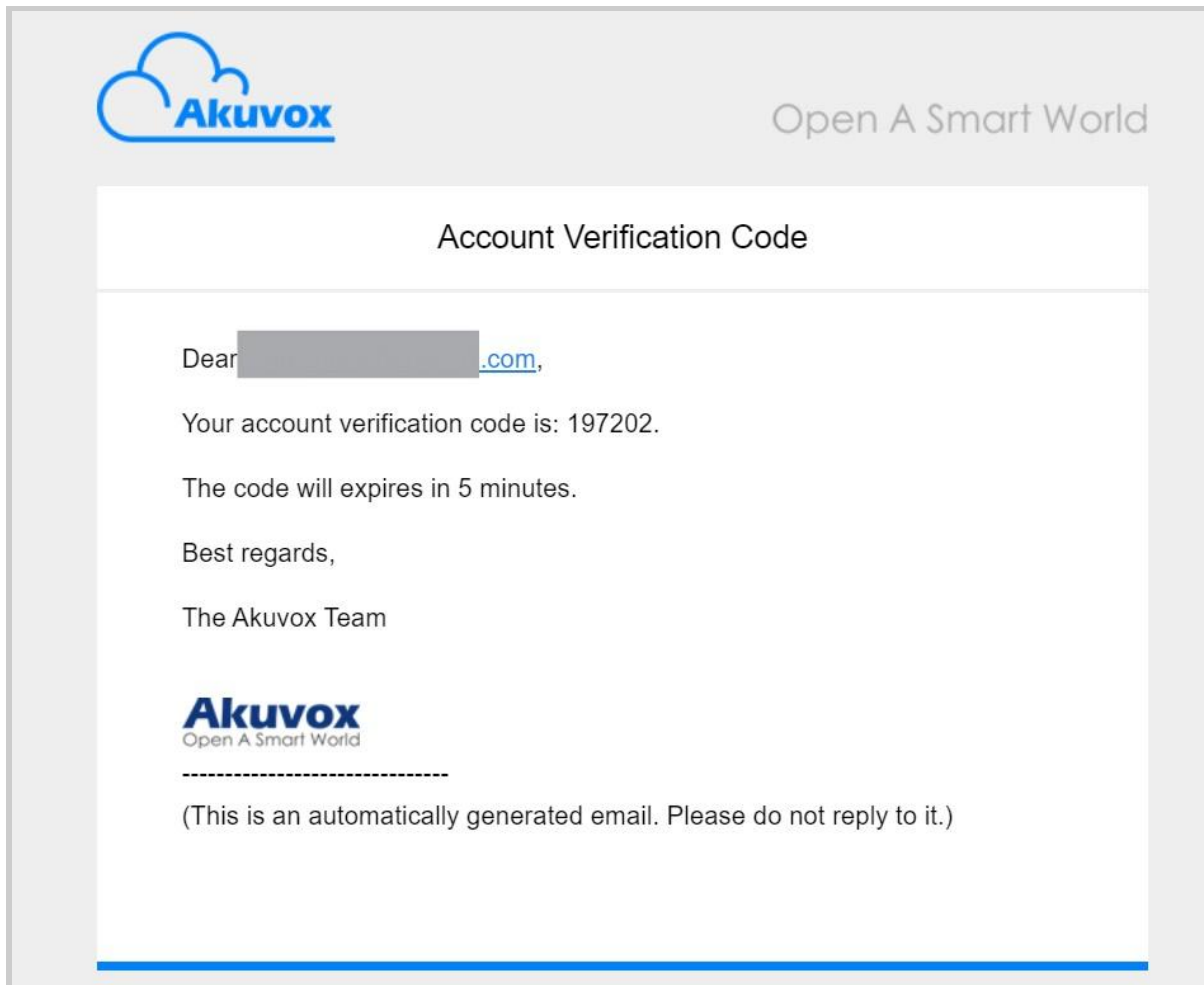 Akuvox
Open A Smart World
Account Verification Code
Dear .com,
Your account verification code is: 197202.
The code will expires in 5 minutes.
Best regards,
The Akuvox Team
Akuvox
Open A Smart World
-------------------------------
(This is an automatically generated email. Please do not reply to it.)